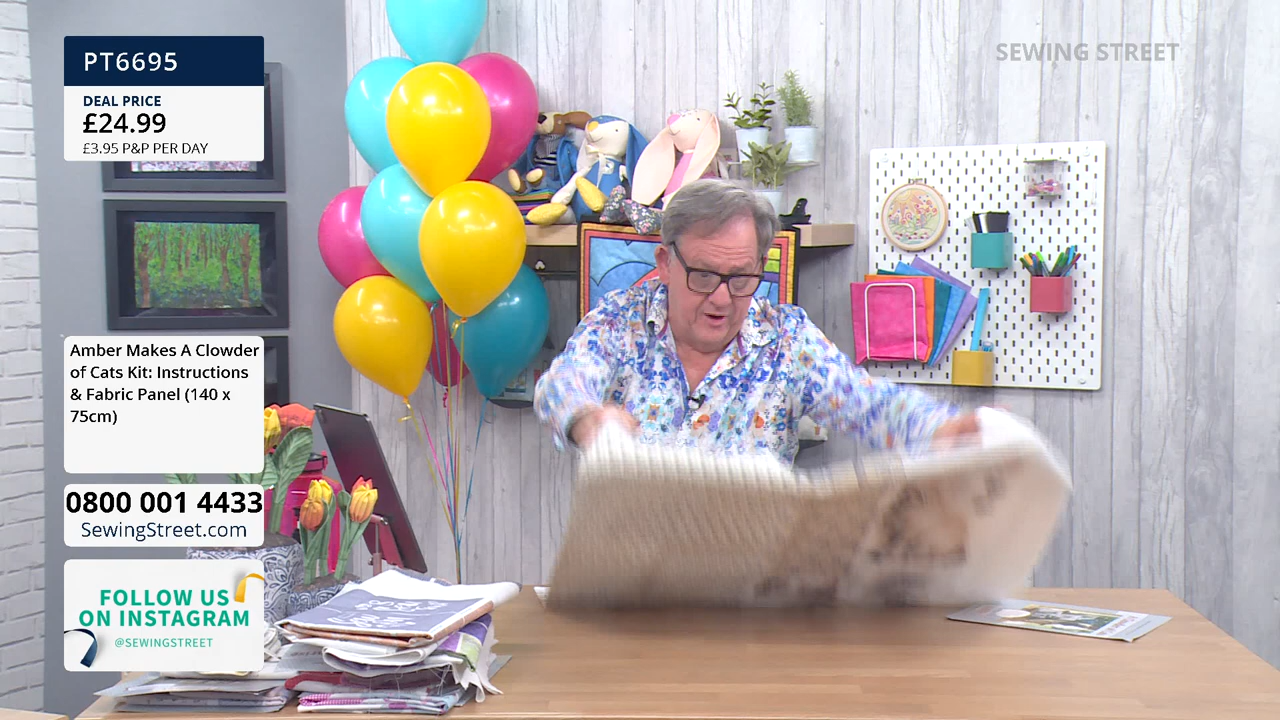 PT6695
DEAL PRICE
£24.99
£3.95 P&P PER DAY
SEWING STREET
Amber Makes A Clowder
of Cats Kit: Instructions
& Fabric Panel (140 x
75cm)
0800 001 4433
SewingStreet.com
FOLLOW US
ON INSTAGRAM
@SEWINGSTREET